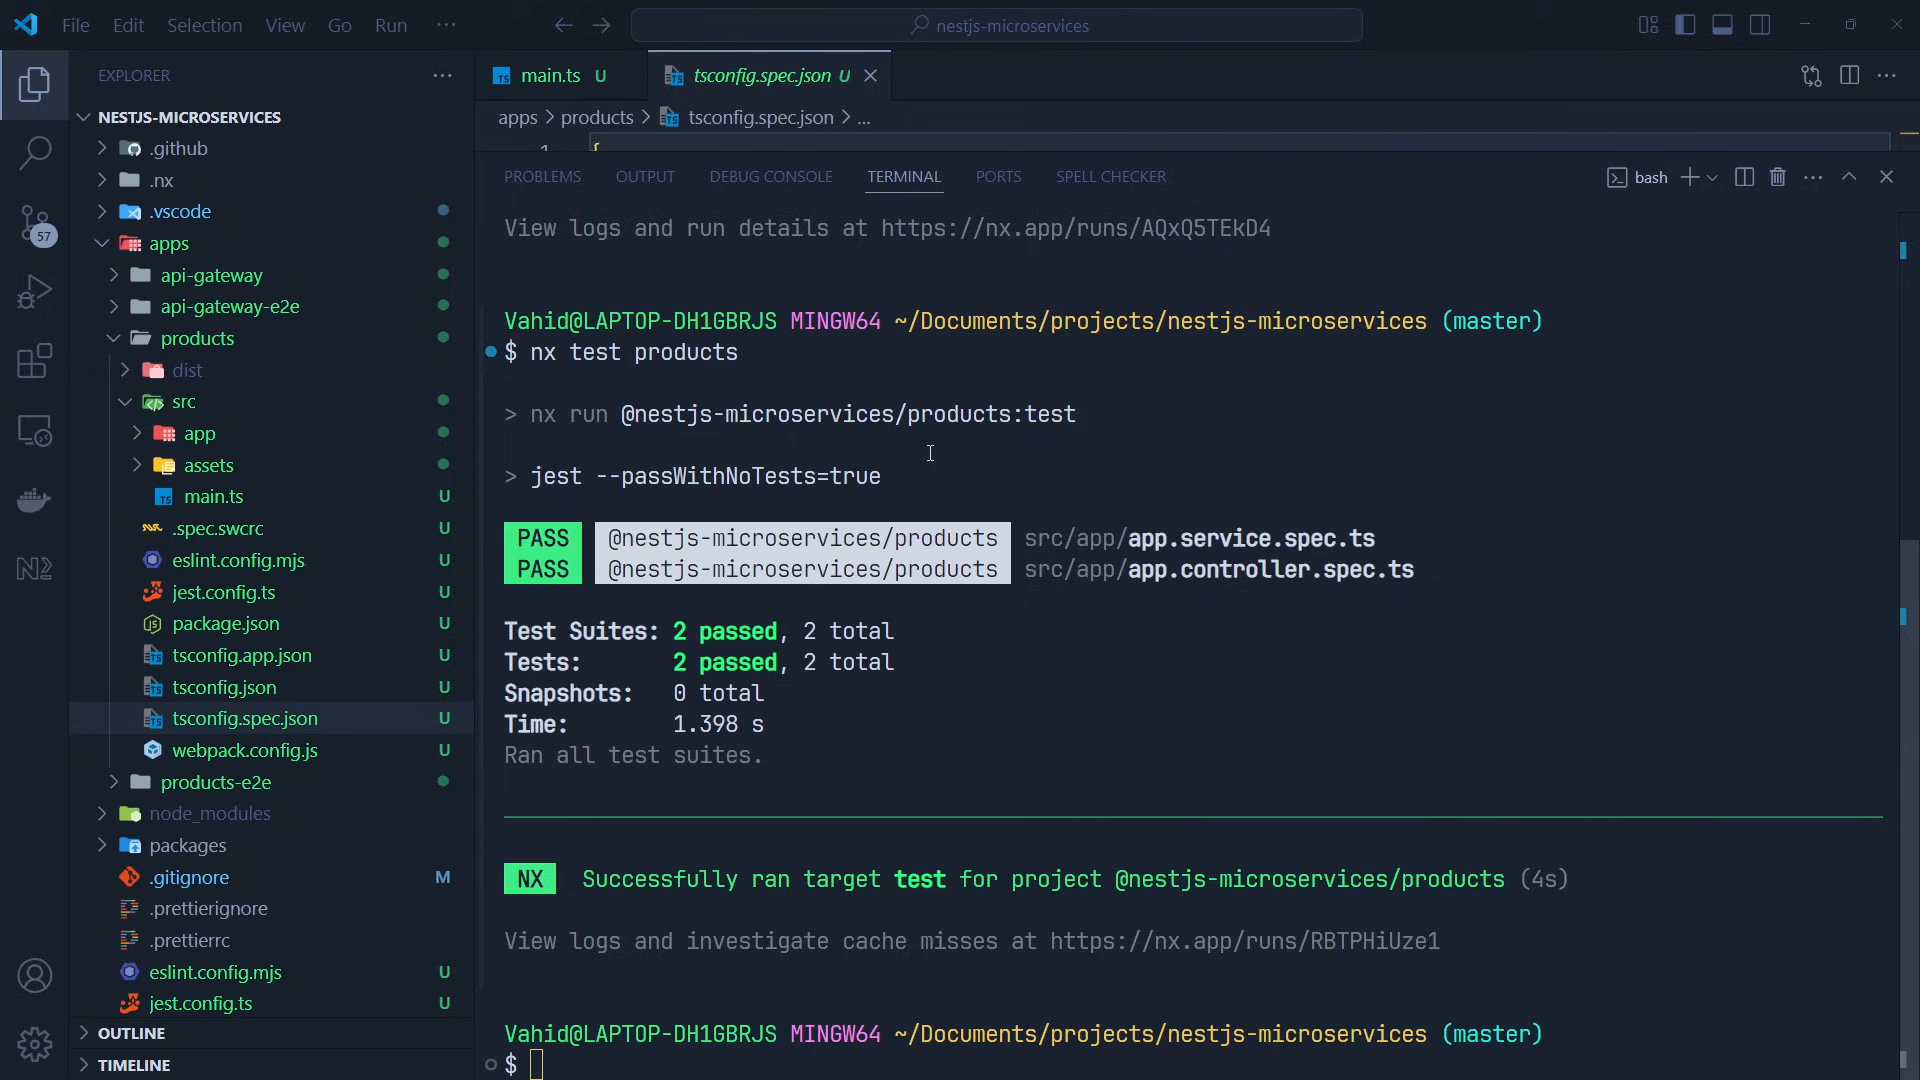 File Edit Selection View Go Run ···
nestjs-microservices
EXPLORER
NESTJS-MICROSERVICES
.github
.nx
.vscode
57
apps
api-gateway
api-gateway-e2e
products
dist
src
app
assets
main.ts U
.spec.swcrc U
eslint.config.mjs U
jest.config.ts U
package.json U
tsconfig.app.json U
tsconfig.json U
tsconfig.spec.json U
webpack.config.js U
products-e2e
node_modules
packages
.gitignore M
.prettierignore
.prettierrc
eslint.config.mjs U
jest.config.ts U
OUTLINE
TIMELINE
main.ts U
tsconfig.spec.json U
apps > products > tsconfig.spec.json > ...
1 {
PROBLEMS OUTPUT DEBUG CONSOLE TERMINAL PORTS SPELL CHECKER
bash
View logs and run details at https://nx.app/runs/AQxQ5TEkD4
Vahid@LAPTOP-DH1GBRJS MINGW64 ~/Documents/projects/nestjs-microservices (master)
$ nx test products
> nx run @nestjs-microservices/products:test
> jest --passWithNoTests=true
PASS @nestjs-microservices/products src/app/app.service.spec.ts
PASS @nestjs-microservices/products src/app/app.controller.spec.ts
Test Suites: 2 passed, 2 total
Tests: 2 passed, 2 total
Snapshots: 0 total
Time: 1.398 s
Ran all test suites.
NX Successfully ran target test for project @nestjs-microservices/products (4s)
View logs and investigate cache misses at https://nx.app/runs/RBTPHiUze1
Vahid@LAPTOP-DH1GBRJS MINGW64 ~/Documents/projects/nestjs-microservices (master)
$